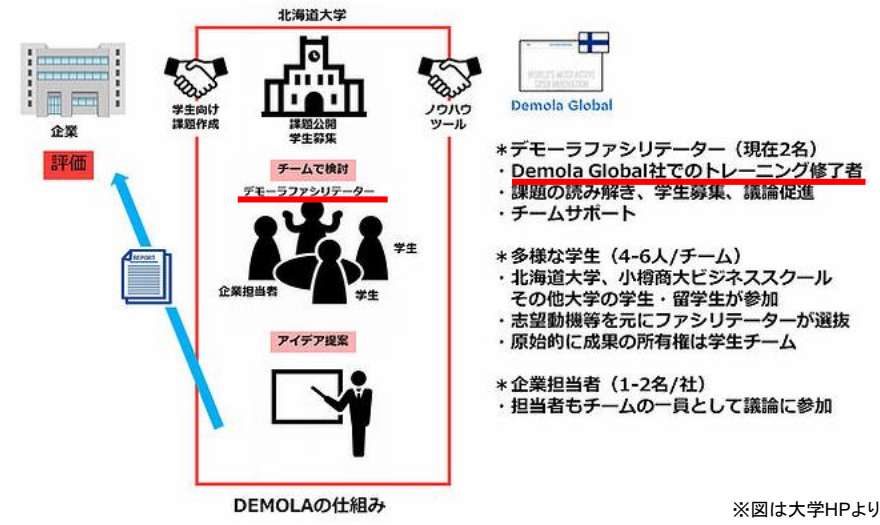 北海道大学
企業
評価
学生向け
課題作成
課題公開
学生募集
ノウハウ
ツール
WORLD'S MOST ACTIVE
OPEN INNOVATION
Demola Global
チームで検討
デモーラファシリテーター
学生
企業担当者
学生
REPORT
アイデア提案
DEMOLAの仕組み
＊デモーラファシリテーター（現在2名）
・Demola Global社でのトレーニング修了者
・課題の読み解き、学生募集、議論促進
・チームサポート
＊多様な学生（4-6人/チーム）
・北海道大学、小樽商大ビジネススクール
その他大学の学生・留学生が参加
・志望動機等を元にファシリテーターが選抜
・原始的に成果の所有権は学生チーム
＊企業担当者（1-2名/社）
・担当者もチームの一員として議論に参加
※図は大学HPより